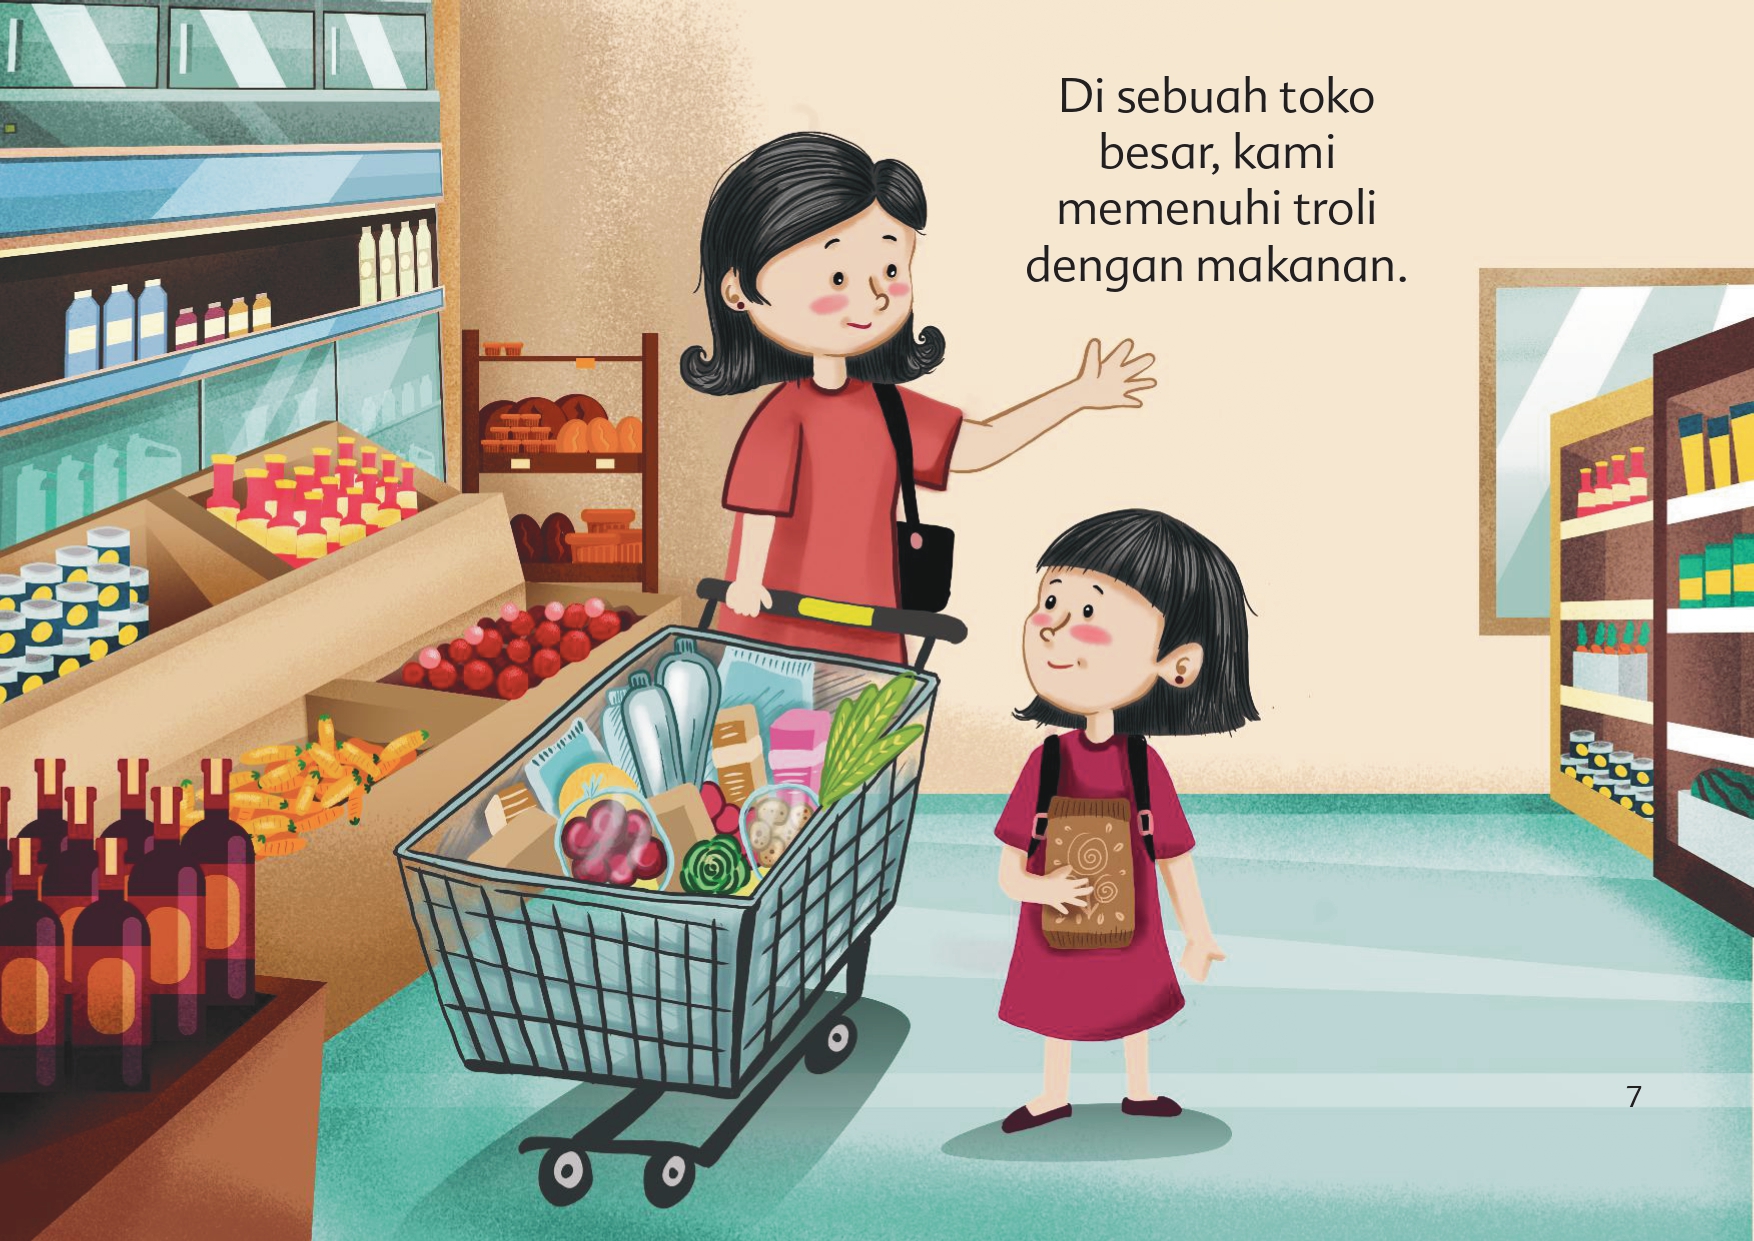 Di sebuah toko
besar, kami
memenuhi troli
dengan makanan.
7